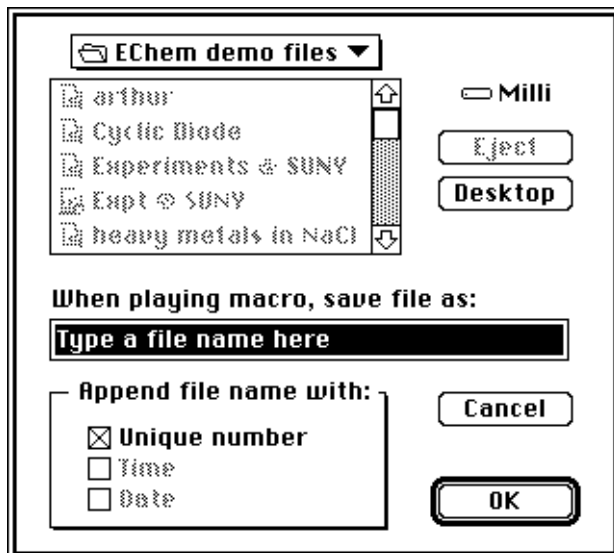 EChem demo files
arthur
Cyclic Diode
Experiments @ SUNY
Expt @ SUNY
heavy metals in NaCl
Milli
Eject
Desktop
When playing macro, save file as:
Type a file name here
Append file name with:
Unique number
Time
Date
Cancel
OK